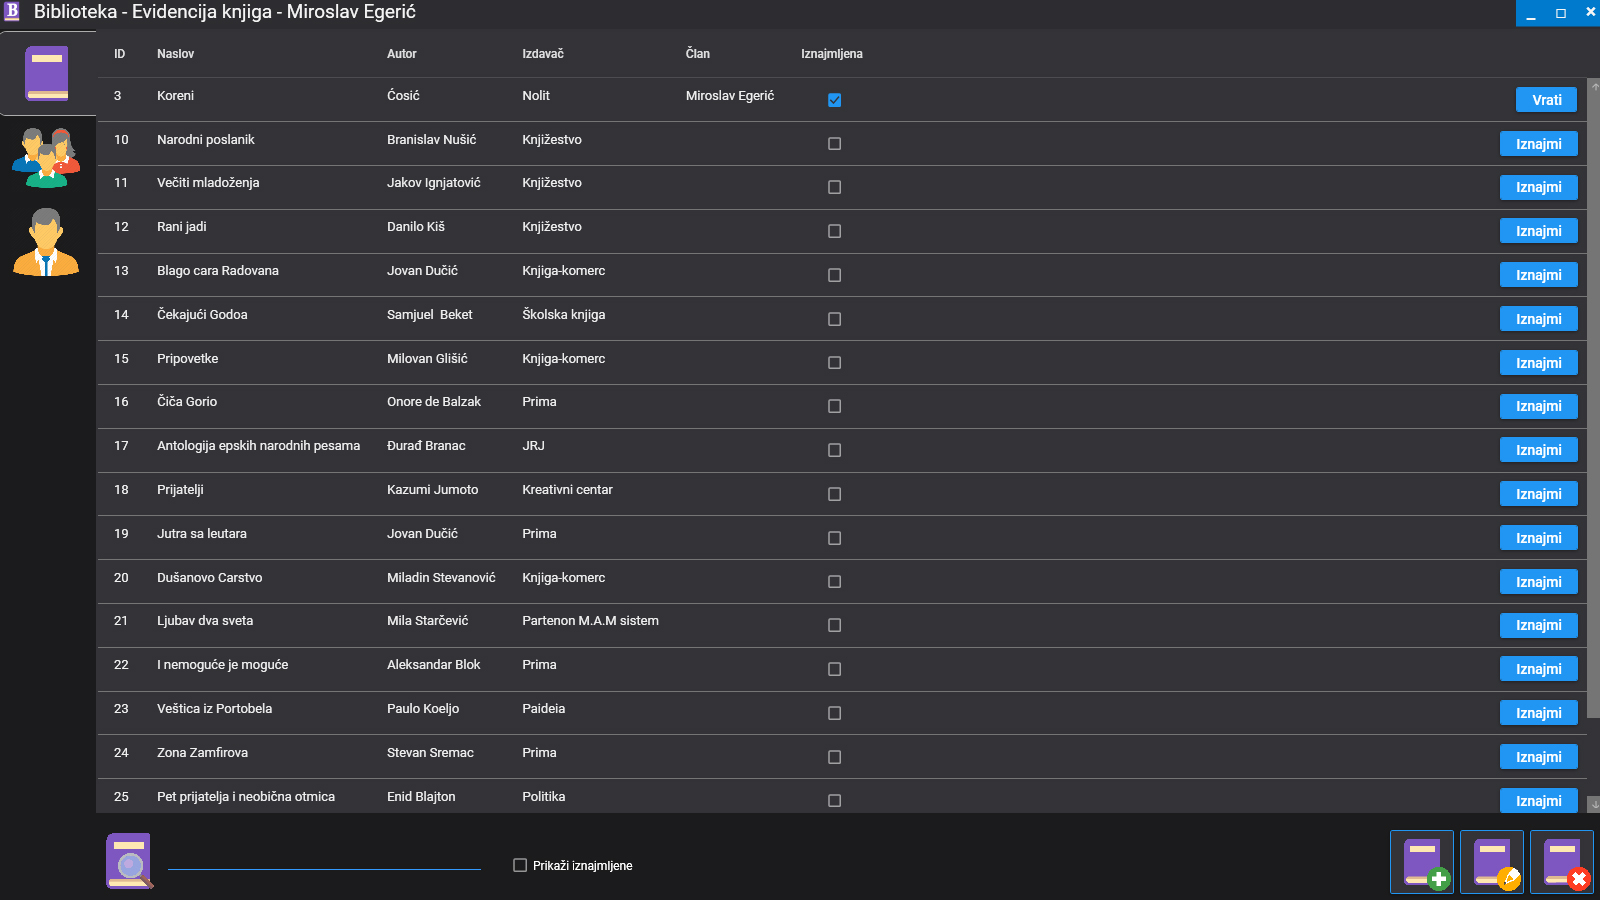 B Biblioteka - Evidencija knjiga - Miroslav Egerić
ID Naslov Autor Izdavač Član Iznajmljena
3 Koreni Ćosić Nolit Miroslav Egerić Vrati
10 Narodni poslanik Branislav Nušić Knjižestvo Iznajmi
11 Večiti mladoženja Jakov Ignjatović Knjižestvo Iznajmi
12 Rani jadi Danilo Kiš Knjižestvo Iznajmi
13 Blago cara Radovana Jovan Dučić Knjiga-komerc Iznajmi
14 Čekajući Godoa Samjuel  Beket Školska knjiga Iznajmi
15 Pripovetke Milovan Glišić Knjiga-komerc Iznajmi
16 Čiča Gorio Onore de Balzak Prima Iznajmi
17 Antologija epskih narodnih pesama Đurađ Branac JRJ Iznajmi
18 Prijatelji Kazumi Jumoto Kreativni centar Iznajmi
19 Jutra sa leutara Jovan Dučić Prima Iznajmi
20 Dušanovo Carstvo Miladin Stevanović Knjiga-komerc Iznajmi
21 Ljubav dva sveta Mila Starčević Partenon M.A.M sistem Iznajmi
22 I nemoguće je moguće Aleksandar Blok Prima Iznajmi
23 Veštica iz Portobela Paulo Koeljo Paideia Iznajmi
24 Zona Zamfirova Stevan Sremac Prima Iznajmi
25 Pet prijatelja i neobična otmica Enid Blajton Politika Iznajmi
Prikaži iznajmljene